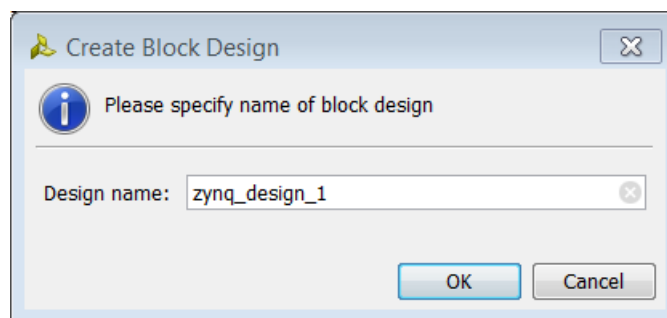 Create Block Design
Please specify name of block design
Design name: zynq_design_1
OK Cancel